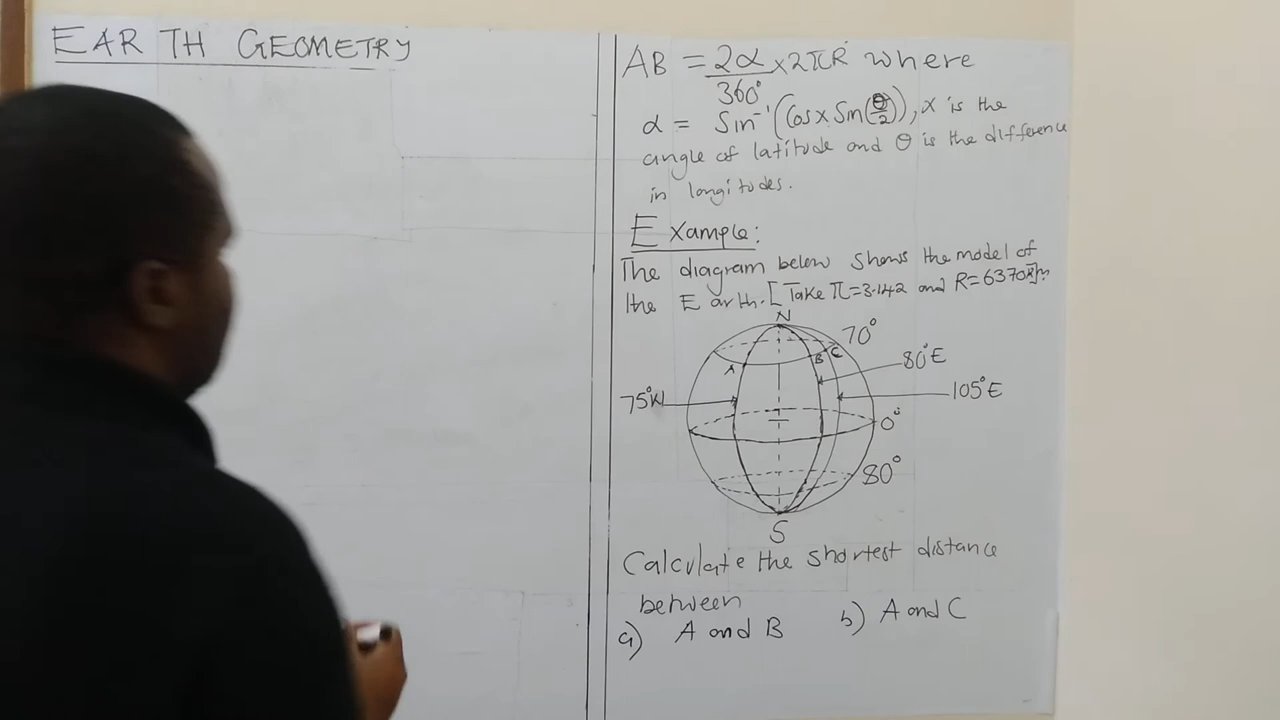 EARTH GEOMETRY
AB = 2α/360° × 2πR where
α = Sin⁻¹(Cos x Sin(θ/2)), x is the
angle of latitude and θ is the difference
in longitudes.
Example:
The diagram below shows the model of
the Earth. [Take π=3.142 and R=6370km]
N
70°
A
B
C
80°E
75°W
105°E
0°
80°
S
Calculate the shortest distance
between
a) A and B
b) A and C